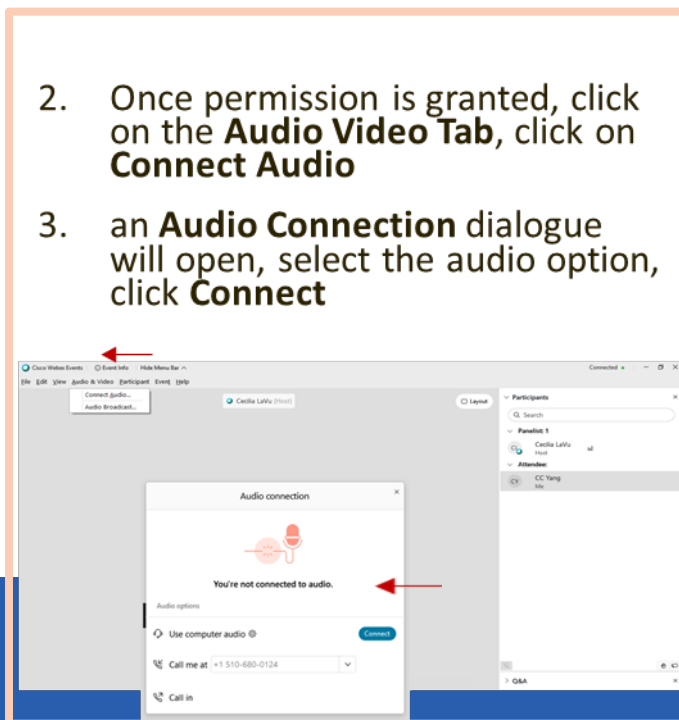 2. Once permission is granted, click
on the Audio Video Tab, click on
Connect Audio
3. an Audio Connection dialogue
will open, select the audio option,
click Connect
Cisco Webex Events Event Info Hide Menu Bar Connected
File Edit View Audio & Video Participant Event Help
Connect Audio...
Audio Broadcast...
Cecilia LaVu (Host)
Layout
Participants
Search
Panelist: 1
CL
Cecilia LaVu
Host
Attendee:
CY
CC Yang
Me
Audio connection
You're not connected to audio.
Audio options
Use computer audio
Connect
Call me at +1 510-680-0124
Call in
Q&A